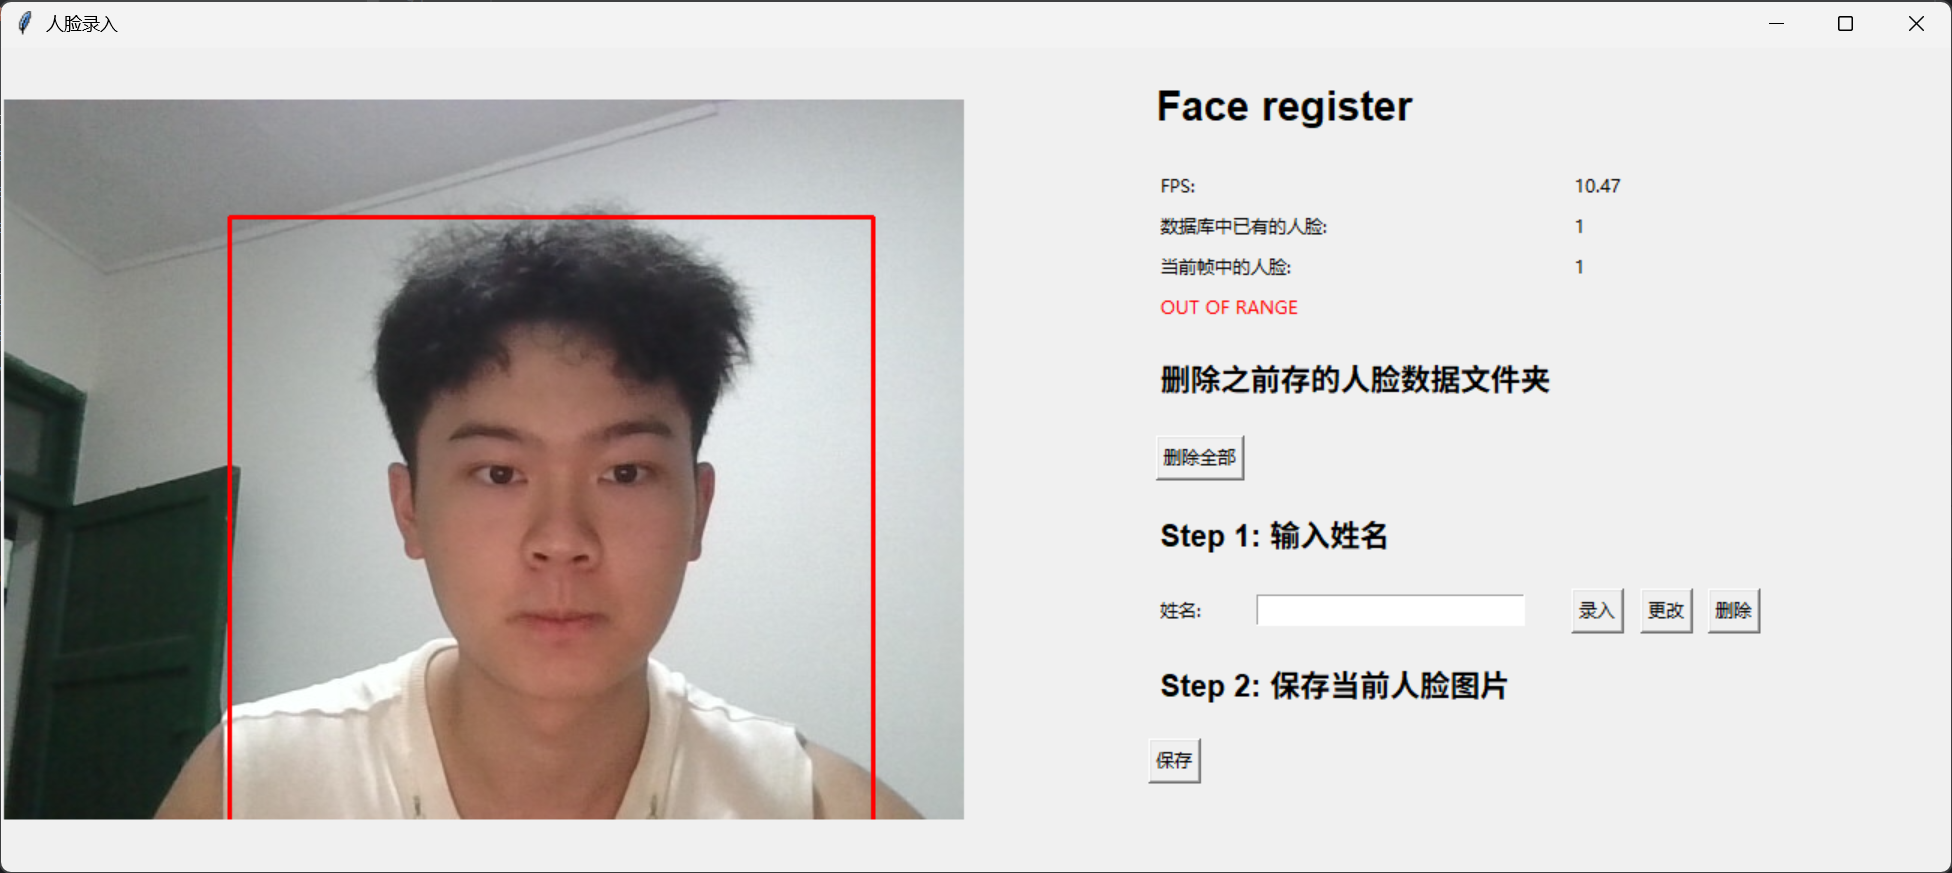 人脸录入
Face register
FPS: 10.47
数据库中已有的人脸: 1
当前帧中的人脸: 1
OUT OF RANGE
删除之前存的人脸数据文件夹
删除全部
Step 1: 输入姓名
姓名: 录入 更改 删除
Step 2: 保存当前人脸图片
保存